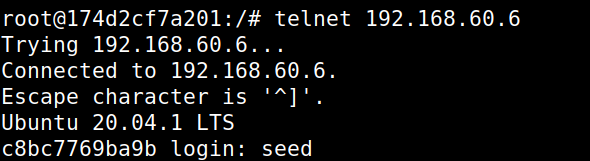 root@174d2cf7a201:/# telnet 192.168.60.6
Trying 192.168.60.6...
Connected to 192.168.60.6.
Escape character is '^]'.
Ubuntu 20.04.1 LTS
c8bc7769ba9b login: seed